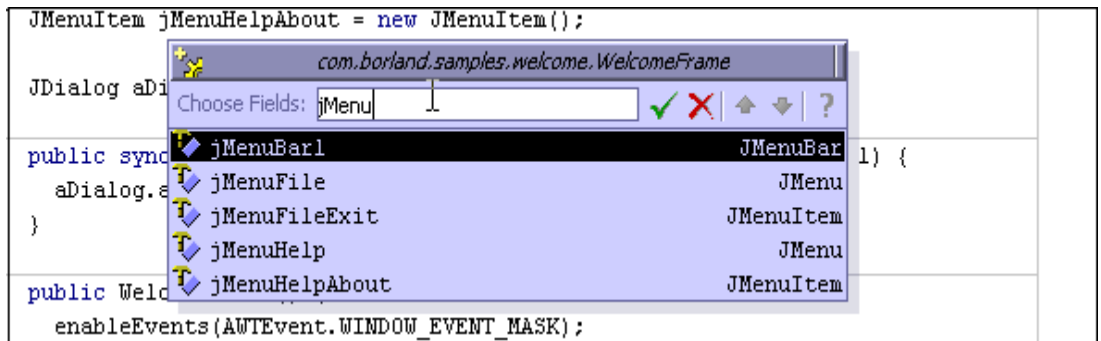 JMenuItem jMenuHelpAbout = new JMenuItem();
com.borland.samples.welcome.WelcomeFrame
JDialog aDi
Choose Fields: jMenu ?
jMenuBar1 JMenuBar
public sync l) {
jMenuFile JMenu
aDialog.a
jMenuFileExit JMenuItem
}
jMenuHelp JMenu
jMenuHelpAbout JMenuItem
public Welc
enableEvents(AWTEvent.WINDOW_EVENT_MASK);